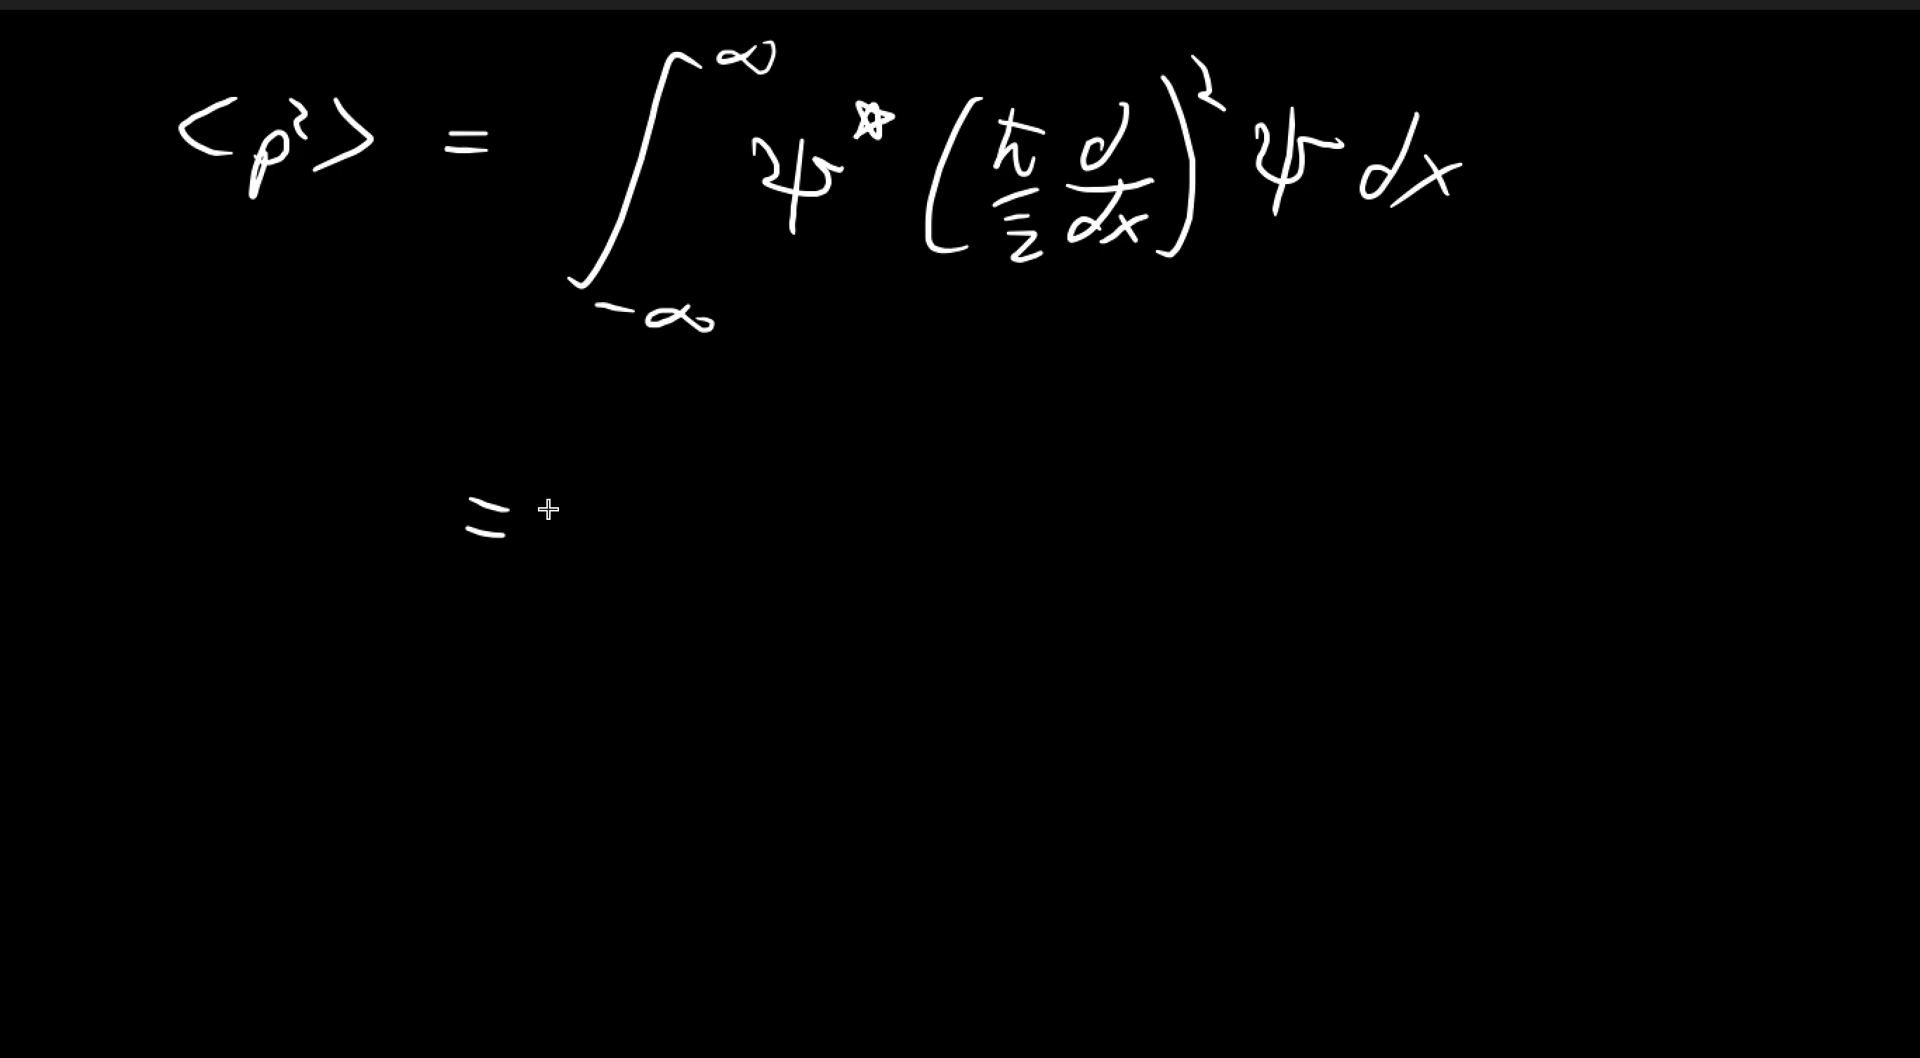 <p²> = ∫_{-∞}^{∞} ψ* (ħ/i d/dx)² ψ dx
=